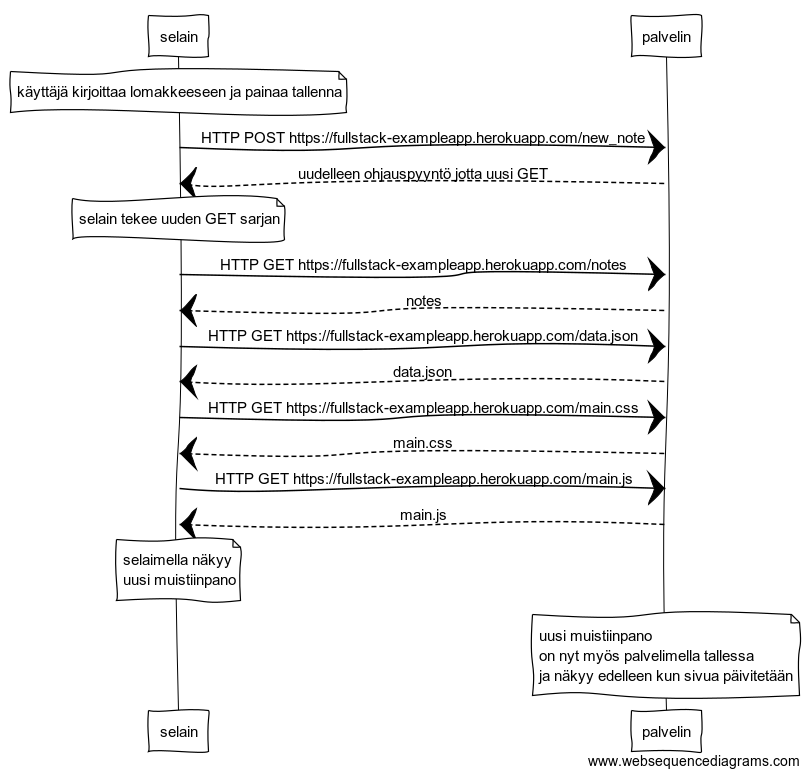 selain
palvelin
käyttäjä kirjoittaa lomakkeeseen ja painaa tallenna
HTTP POST https://fullstack-exampleapp.herokuapp.com/new_note
uudelleen ohjauspyyntö jotta uusi GET
selain tekee uuden GET sarjan
HTTP GET https://fullstack-exampleapp.herokuapp.com/notes
notes
HTTP GET https://fullstack-exampleapp.herokuapp.com/data.json
data.json
HTTP GET https://fullstack-exampleapp.herokuapp.com/main.css
main.css
HTTP GET https://fullstack-exampleapp.herokuapp.com/main.js
main.js
selaimella näkyy
uusi muistiinpano
uusi muistiinpano
on nyt myös palvelimella tallessa
ja näkyy edelleen kun sivua päivitetään
selain
palvelin
www.websequencediagrams.com